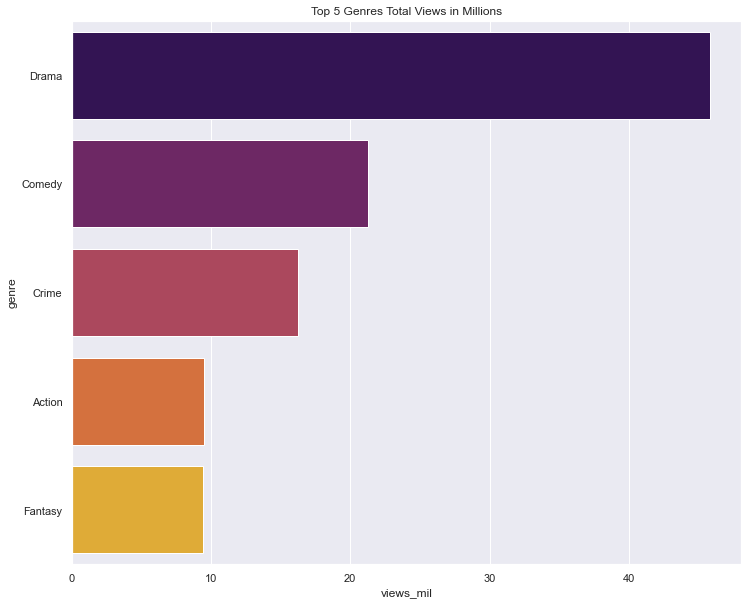 Top 5 Genres Total Views in Millions
Drama
Comedy
Crime
Action
Fantasy
genre
0 10 20 30 40
views_mil